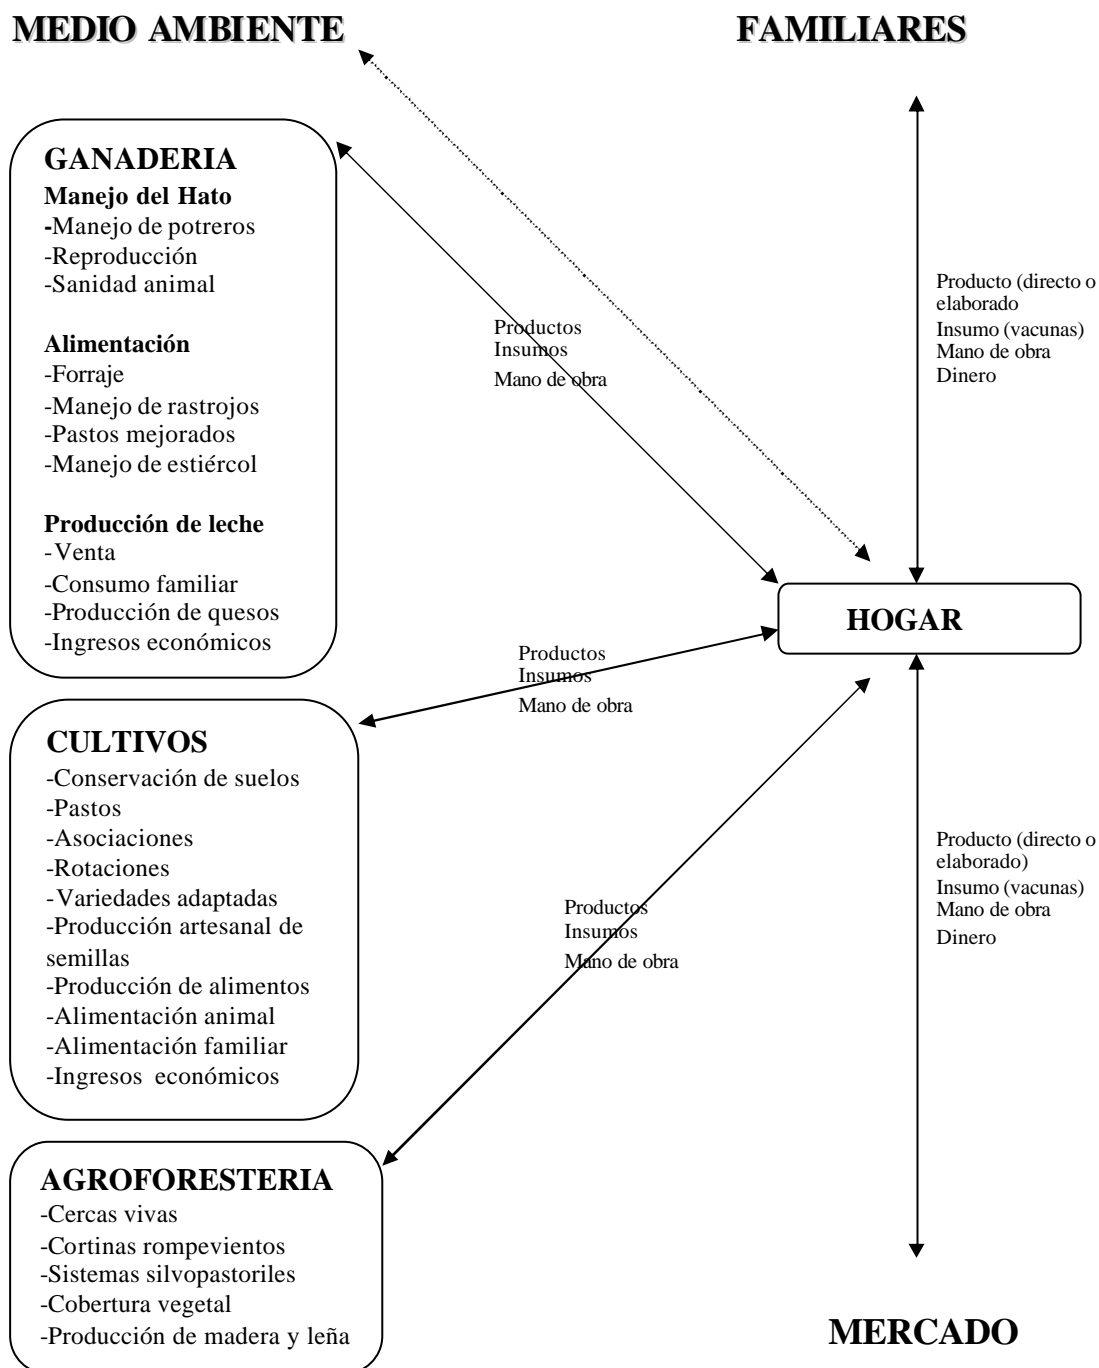 MEDIO AMBIENTE
FAMILIARES
GANADERIA
Manejo del Hato
-Manejo de potreros
-Reproducción
-Sanidad animal
Alimentación
-Forraje
-Manejo de rastrojos
-Pastos mejorados
-Manejo de estiércol
Producción de leche
-Venta
-Consumo familiar
-Producción de quesos
-Ingresos económicos
Productos
Insumos
Mano de obra
Producto (directo o
elaborado
Insumo (vacunas)
Mano de obra
Dinero
HOGAR
Productos
Insumos
Mano de obra
CULTIVOS
-Conservación de suelos
-Pastos
-Asociaciones
-Rotaciones
-Variedades adaptadas
-Producción artesanal de
semillas
-Producción de alimentos
-Alimentación animal
-Alimentación familiar
-Ingresos económicos
Productos
Insumos
Mano de obra
Producto (directo o
elaborado)
Insumo (vacunas)
Mano de obra
Dinero
AGROFORESTERIA
-Cercas vivas
-Cortinas rompevientos
-Sistemas silvopastoriles
-Cobertura vegetal
-Producción de madera y leña
MERCADO